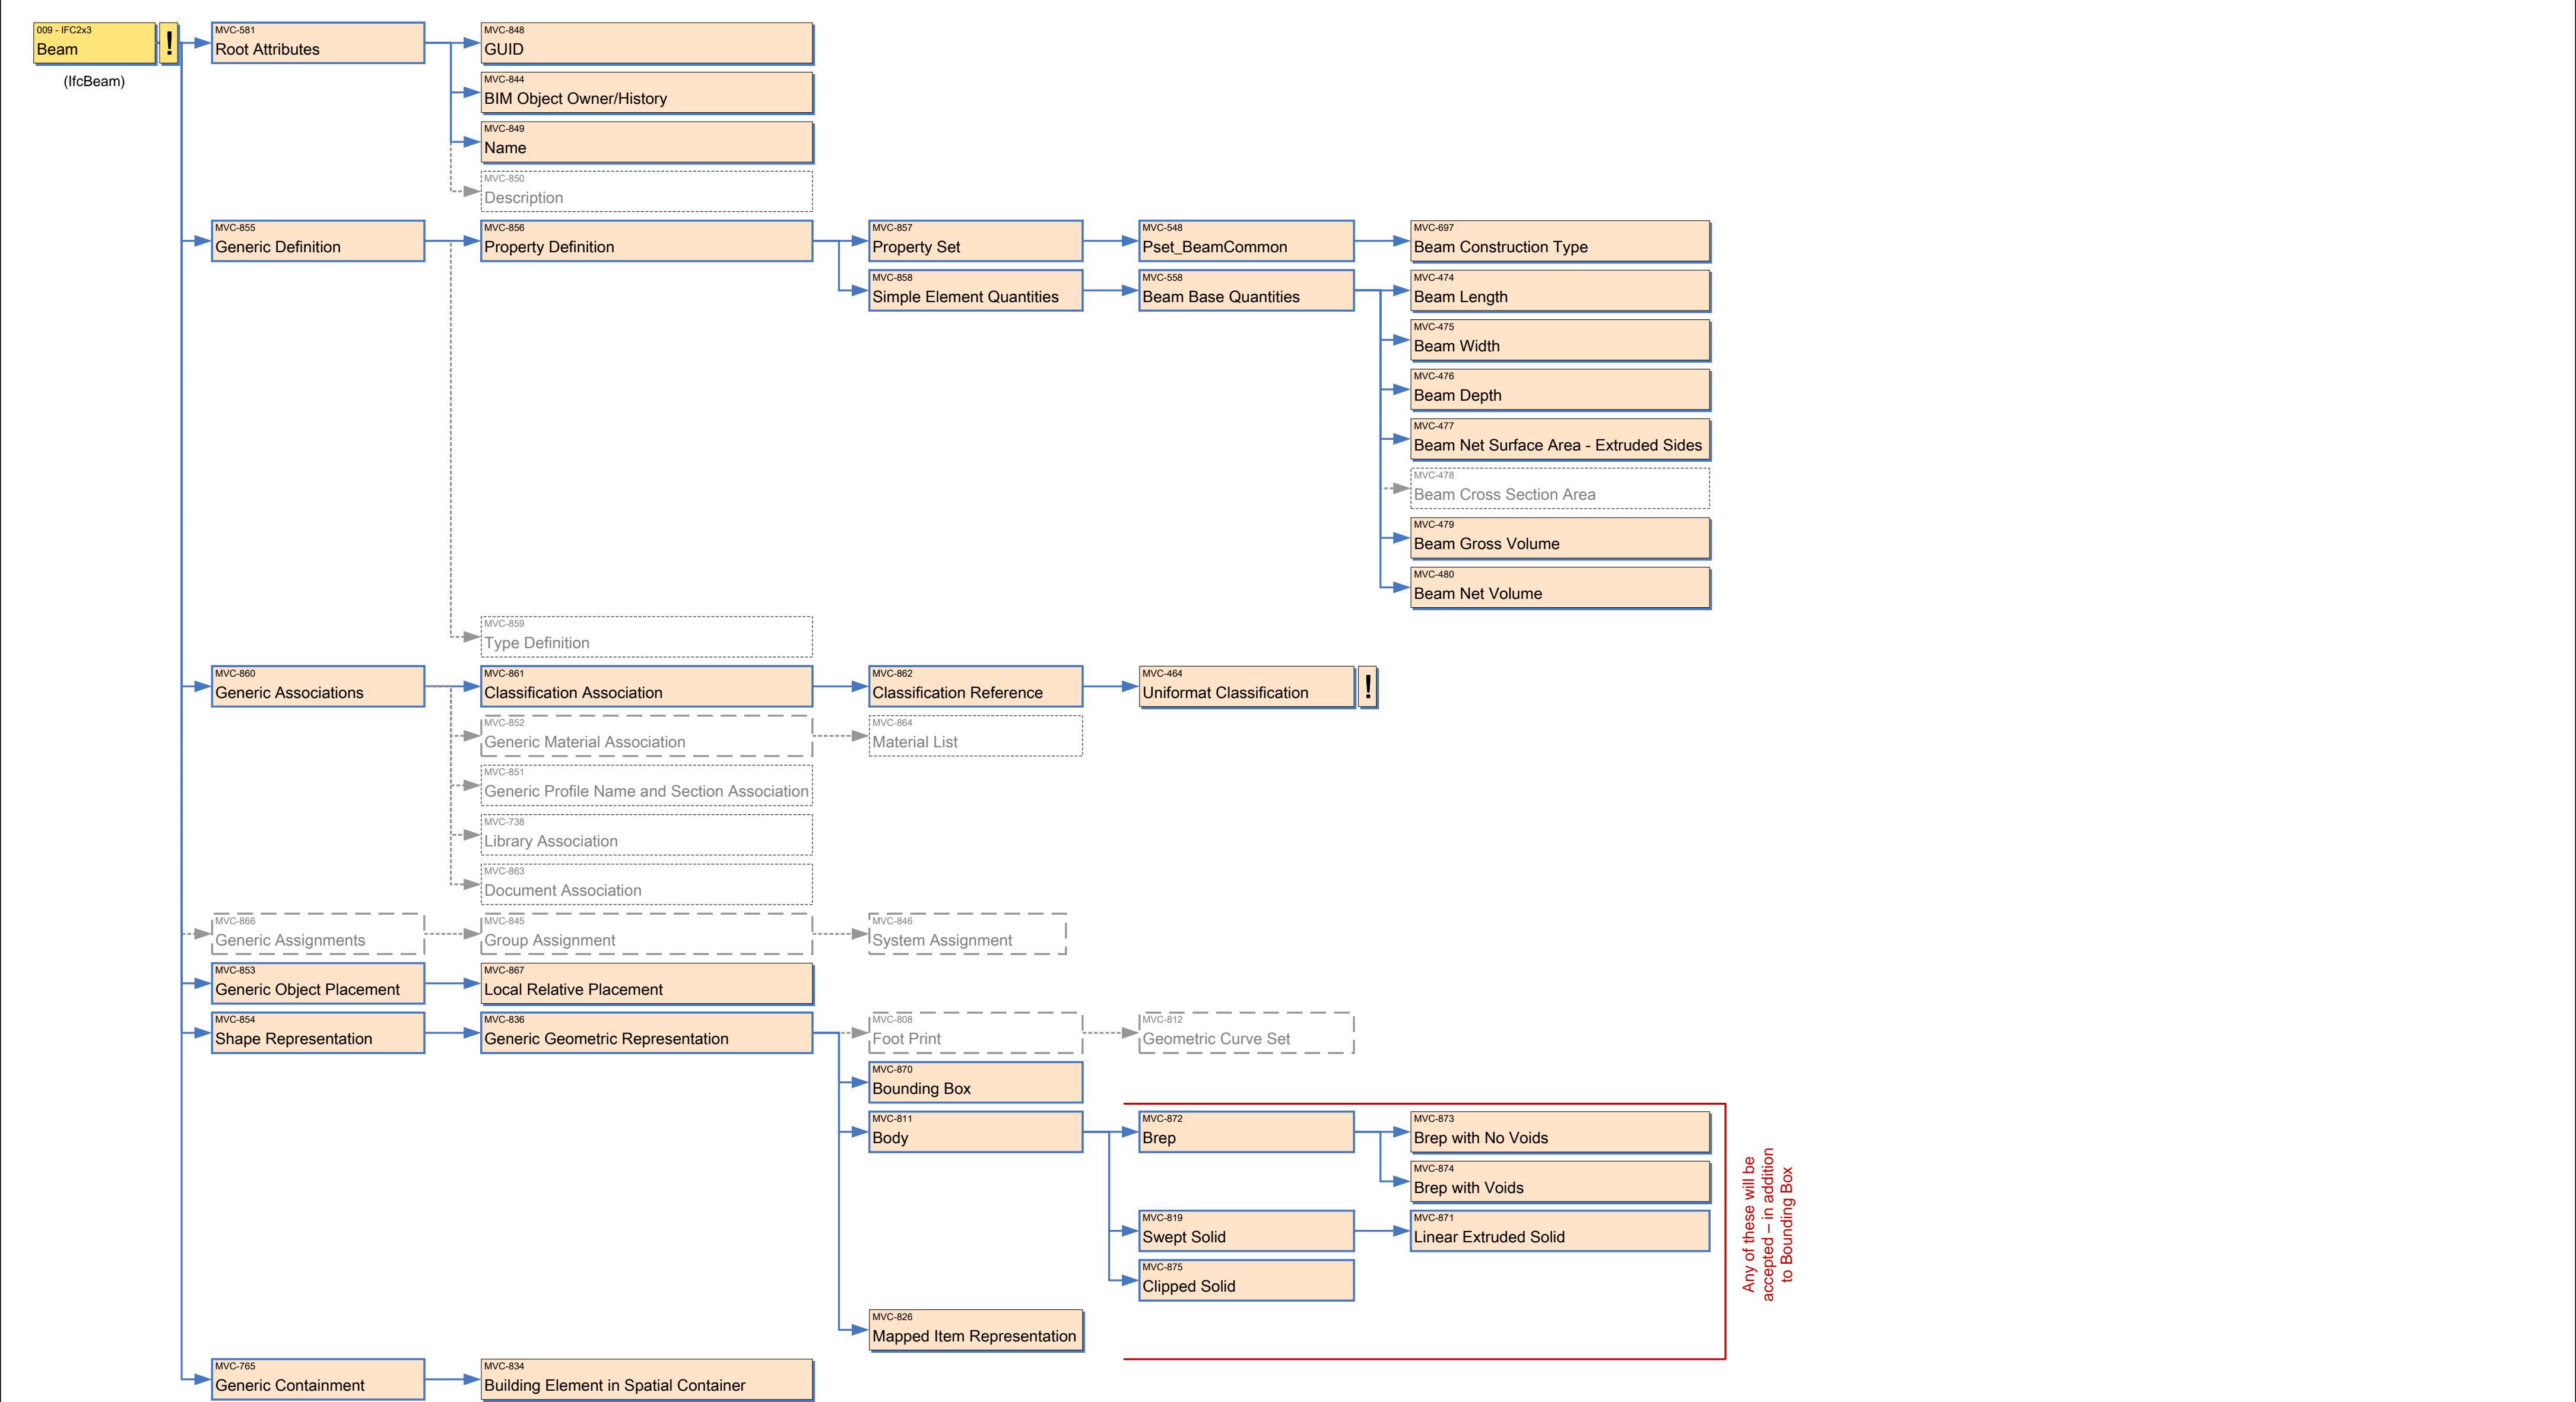 009 - IFC2x3
Beam
!
(IfcBeam)
MVC-581
Root Attributes
MVC-848
GUID
MVC-844
BIM Object Owner/History
MVC-849
Name
MVC-850
Description
MVC-855
Generic Definition
MVC-856
Property Definition
MVC-857
Property Set
MVC-548
Pset_BeamCommon
MVC-697
Beam Construction Type
MVC-858
Simple Element Quantities
MVC-558
Beam Base Quantities
MVC-474
Beam Length
MVC-475
Beam Width
MVC-476
Beam Depth
MVC-477
Beam Net Surface Area - Extruded Sides
MVC-478
Beam Cross Section Area
MVC-479
Beam Gross Volume
MVC-480
Beam Net Volume
MVC-859
Type Definition
MVC-860
Generic Associations
MVC-861
Classification Association
MVC-862
Classification Reference
MVC-464
Uniformat Classification
!
MVC-852
Generic Material Association
MVC-864
Material List
MVC-851
Generic Profile Name and Section Association
MVC-738
Library Association
MVC-863
Document Association
MVC-866
Generic Assignments
MVC-845
Group Assignment
MVC-846
System Assignment
MVC-853
Generic Object Placement
MVC-867
Local Relative Placement
MVC-854
Shape Representation
MVC-836
Generic Geometric Representation
MVC-808
Foot Print
MVC-812
Geometric Curve Set
MVC-870
Bounding Box
MVC-811
Body
MVC-872
Brep
MVC-873
Brep with No Voids
MVC-874
Brep with Voids
MVC-819
Swept Solid
MVC-871
Linear Extruded Solid
MVC-875
Clipped Solid
MVC-826
Mapped Item Representation
Any of these will be
accepted – in addition
to Bounding Box
MVC-765
Generic Containment
MVC-834
Building Element in Spatial Container